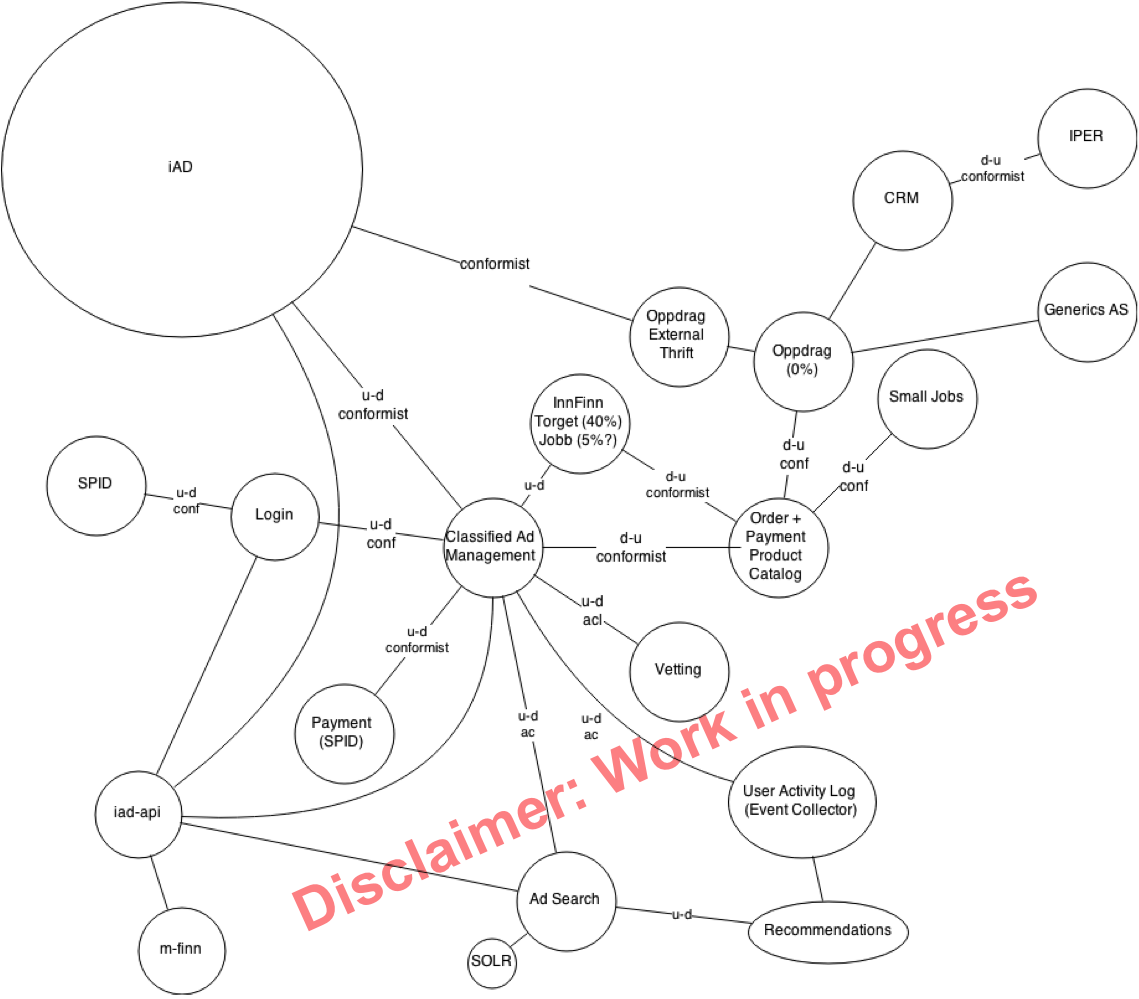 iAD
IPER
d-u
conformist
CRM
conformist
Generics AS
Oppdrag
External
Thrift
Oppdrag
(0%)
u-d
conformist
InnFinn
Torget (40%)
Jobb (5%?)
Small Jobs
d-u
conf
d-u
conf
SPID
u-d
conf
Login
u-d
d-u
conformist
u-d
conf
Classified Ad
Management
d-u
conformist
Order +
Payment
Product
Catalog
u-d
acl
u-d
conformist
Vetting
Payment
(SPID)
u-d
ac
u-d
ac
Disclaimer: Work in progress
iad-api
User Activity Log
(Event Collector)
Ad Search
u-d
Recommendations
m-finn
SOLR